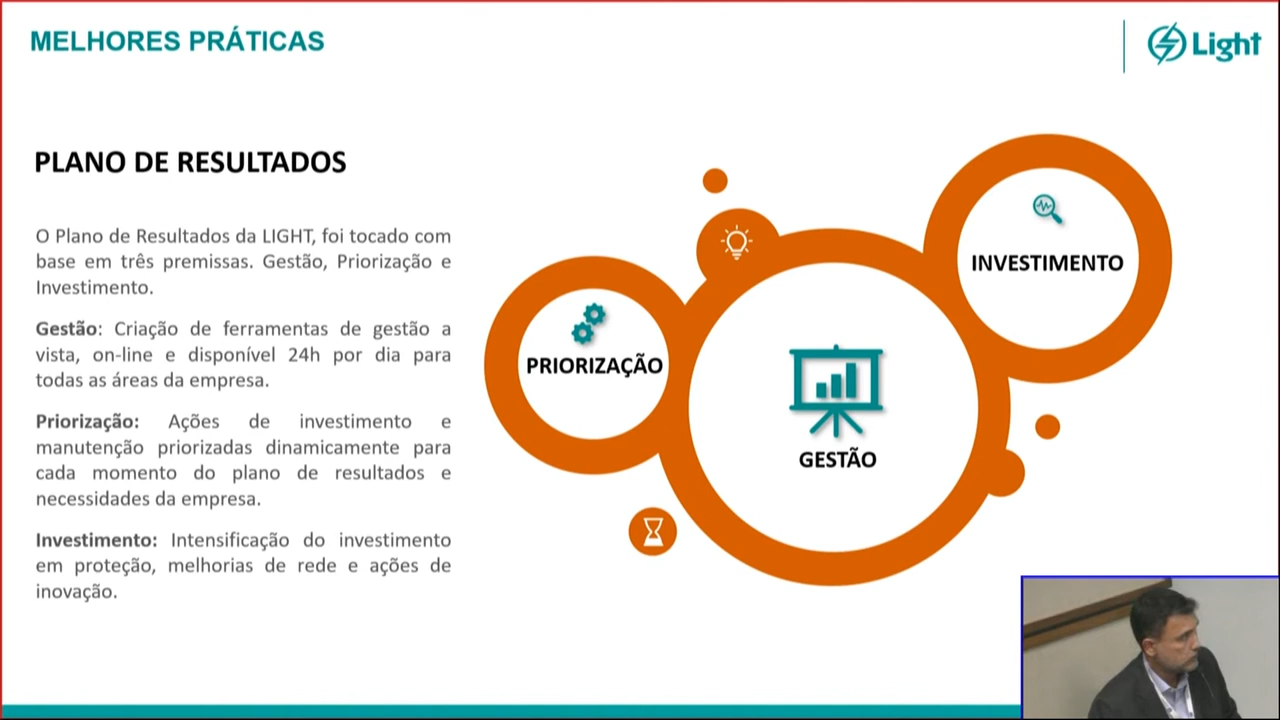 MELHORES PRÁTICAS
Light
PLANO DE RESULTADOS
O Plano de Resultados da LIGHT, foi tocado com
base em três premissas. Gestão, Priorização e
Investimento.
Gestão: Criação de ferramentas de gestão a
vista, on-line e disponível 24h por dia para
todas as áreas da empresa.
Priorização: Ações de investimento e
manutenção priorizadas dinamicamente para
cada momento do plano de resultados e
necessidades da empresa.
Investimento: Intensificação do investimento
em proteção, melhorias de rede e ações de
inovação.
PRIORIZAÇÃO
GESTÃO
INVESTIMENTO